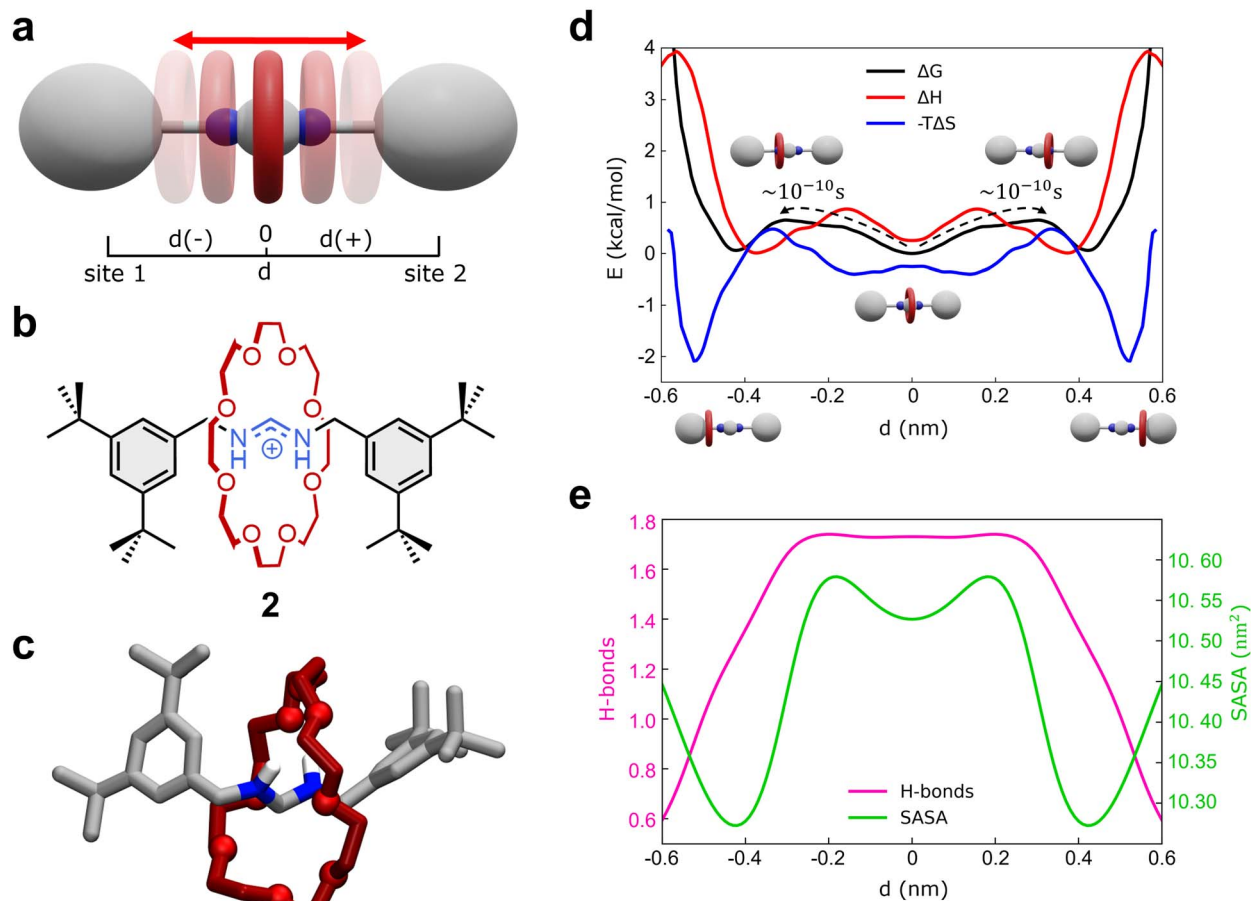 a
d(-)
0
d(+)
site 1
d
site 2
b
O
O
O
O
N
H
N
H
+
O
O
O
O
2
c
d
E (kcal/mol)
4
3
2
1
0
-1
-2
ΔG
ΔH
-TΔS
~10⁻¹⁰s
~10⁻¹⁰s
-0.6
-0.4
-0.2
0
0.2
0.4
0.6
d (nm)
e
H-bonds
1.8
1.6
1.4
1.2
1.0
0.8
0.6
10.60
10.55
10.50
10.45
10.40
10.35
10.30
SASA (nm²)
H-bonds
SASA
-0.6
-0.4
-0.2
0
0.2
0.4
0.6
d (nm)